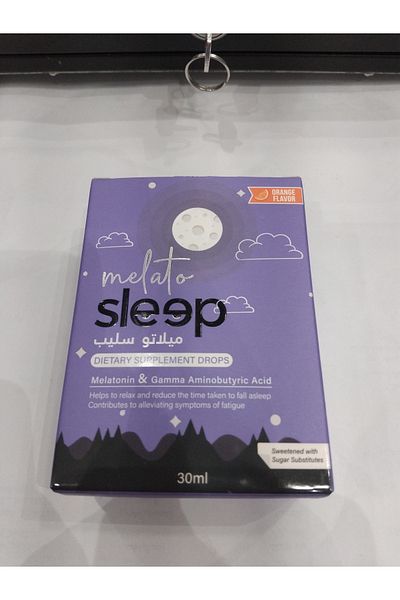 ORANGE
FLAVOR
melato
sleep
ميلاتو سليب
DIETARY SUPPLEMENT DROPS
Melatonin & Gamma Aminobutyric Acid
Helps to relax and reduce the time taken to fall asleep
Contributes to alleviating symptoms of fatigue
Sweetened with
Sugar Substitutes
30ml